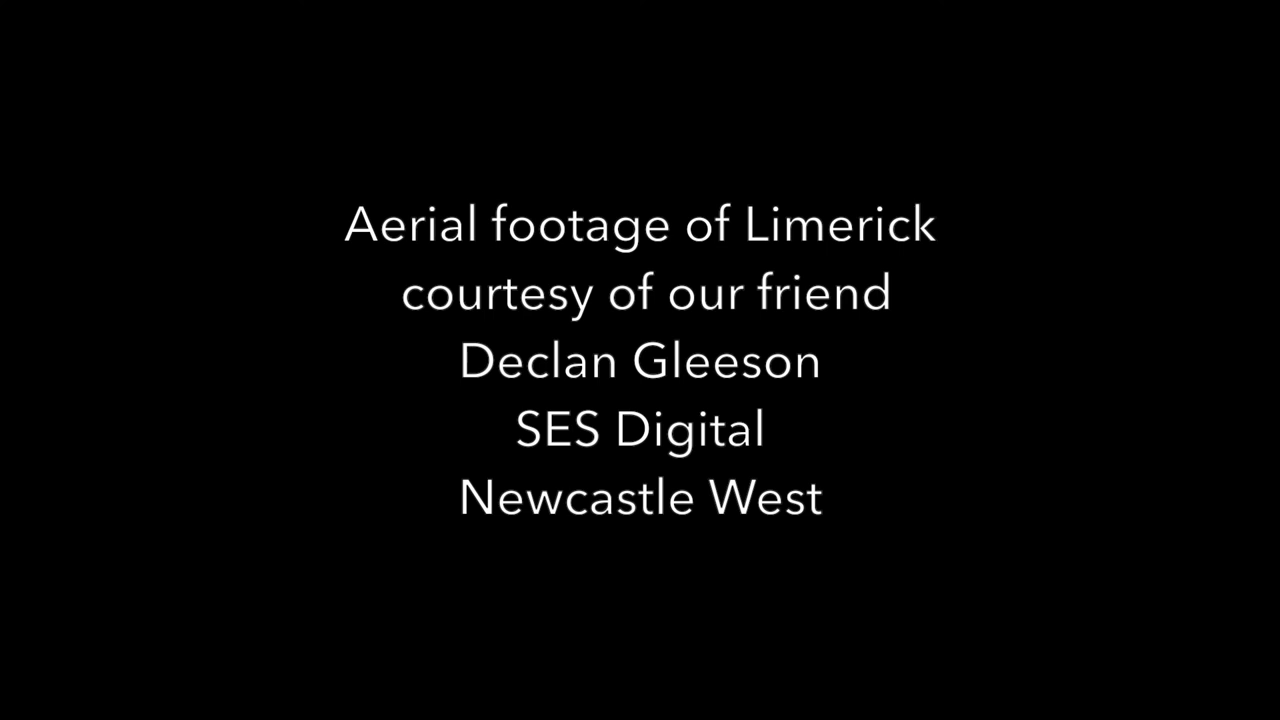 Aerial footage of Limerick
courtesy of our friend
Declan Gleeson
SES Digital
Newcastle West